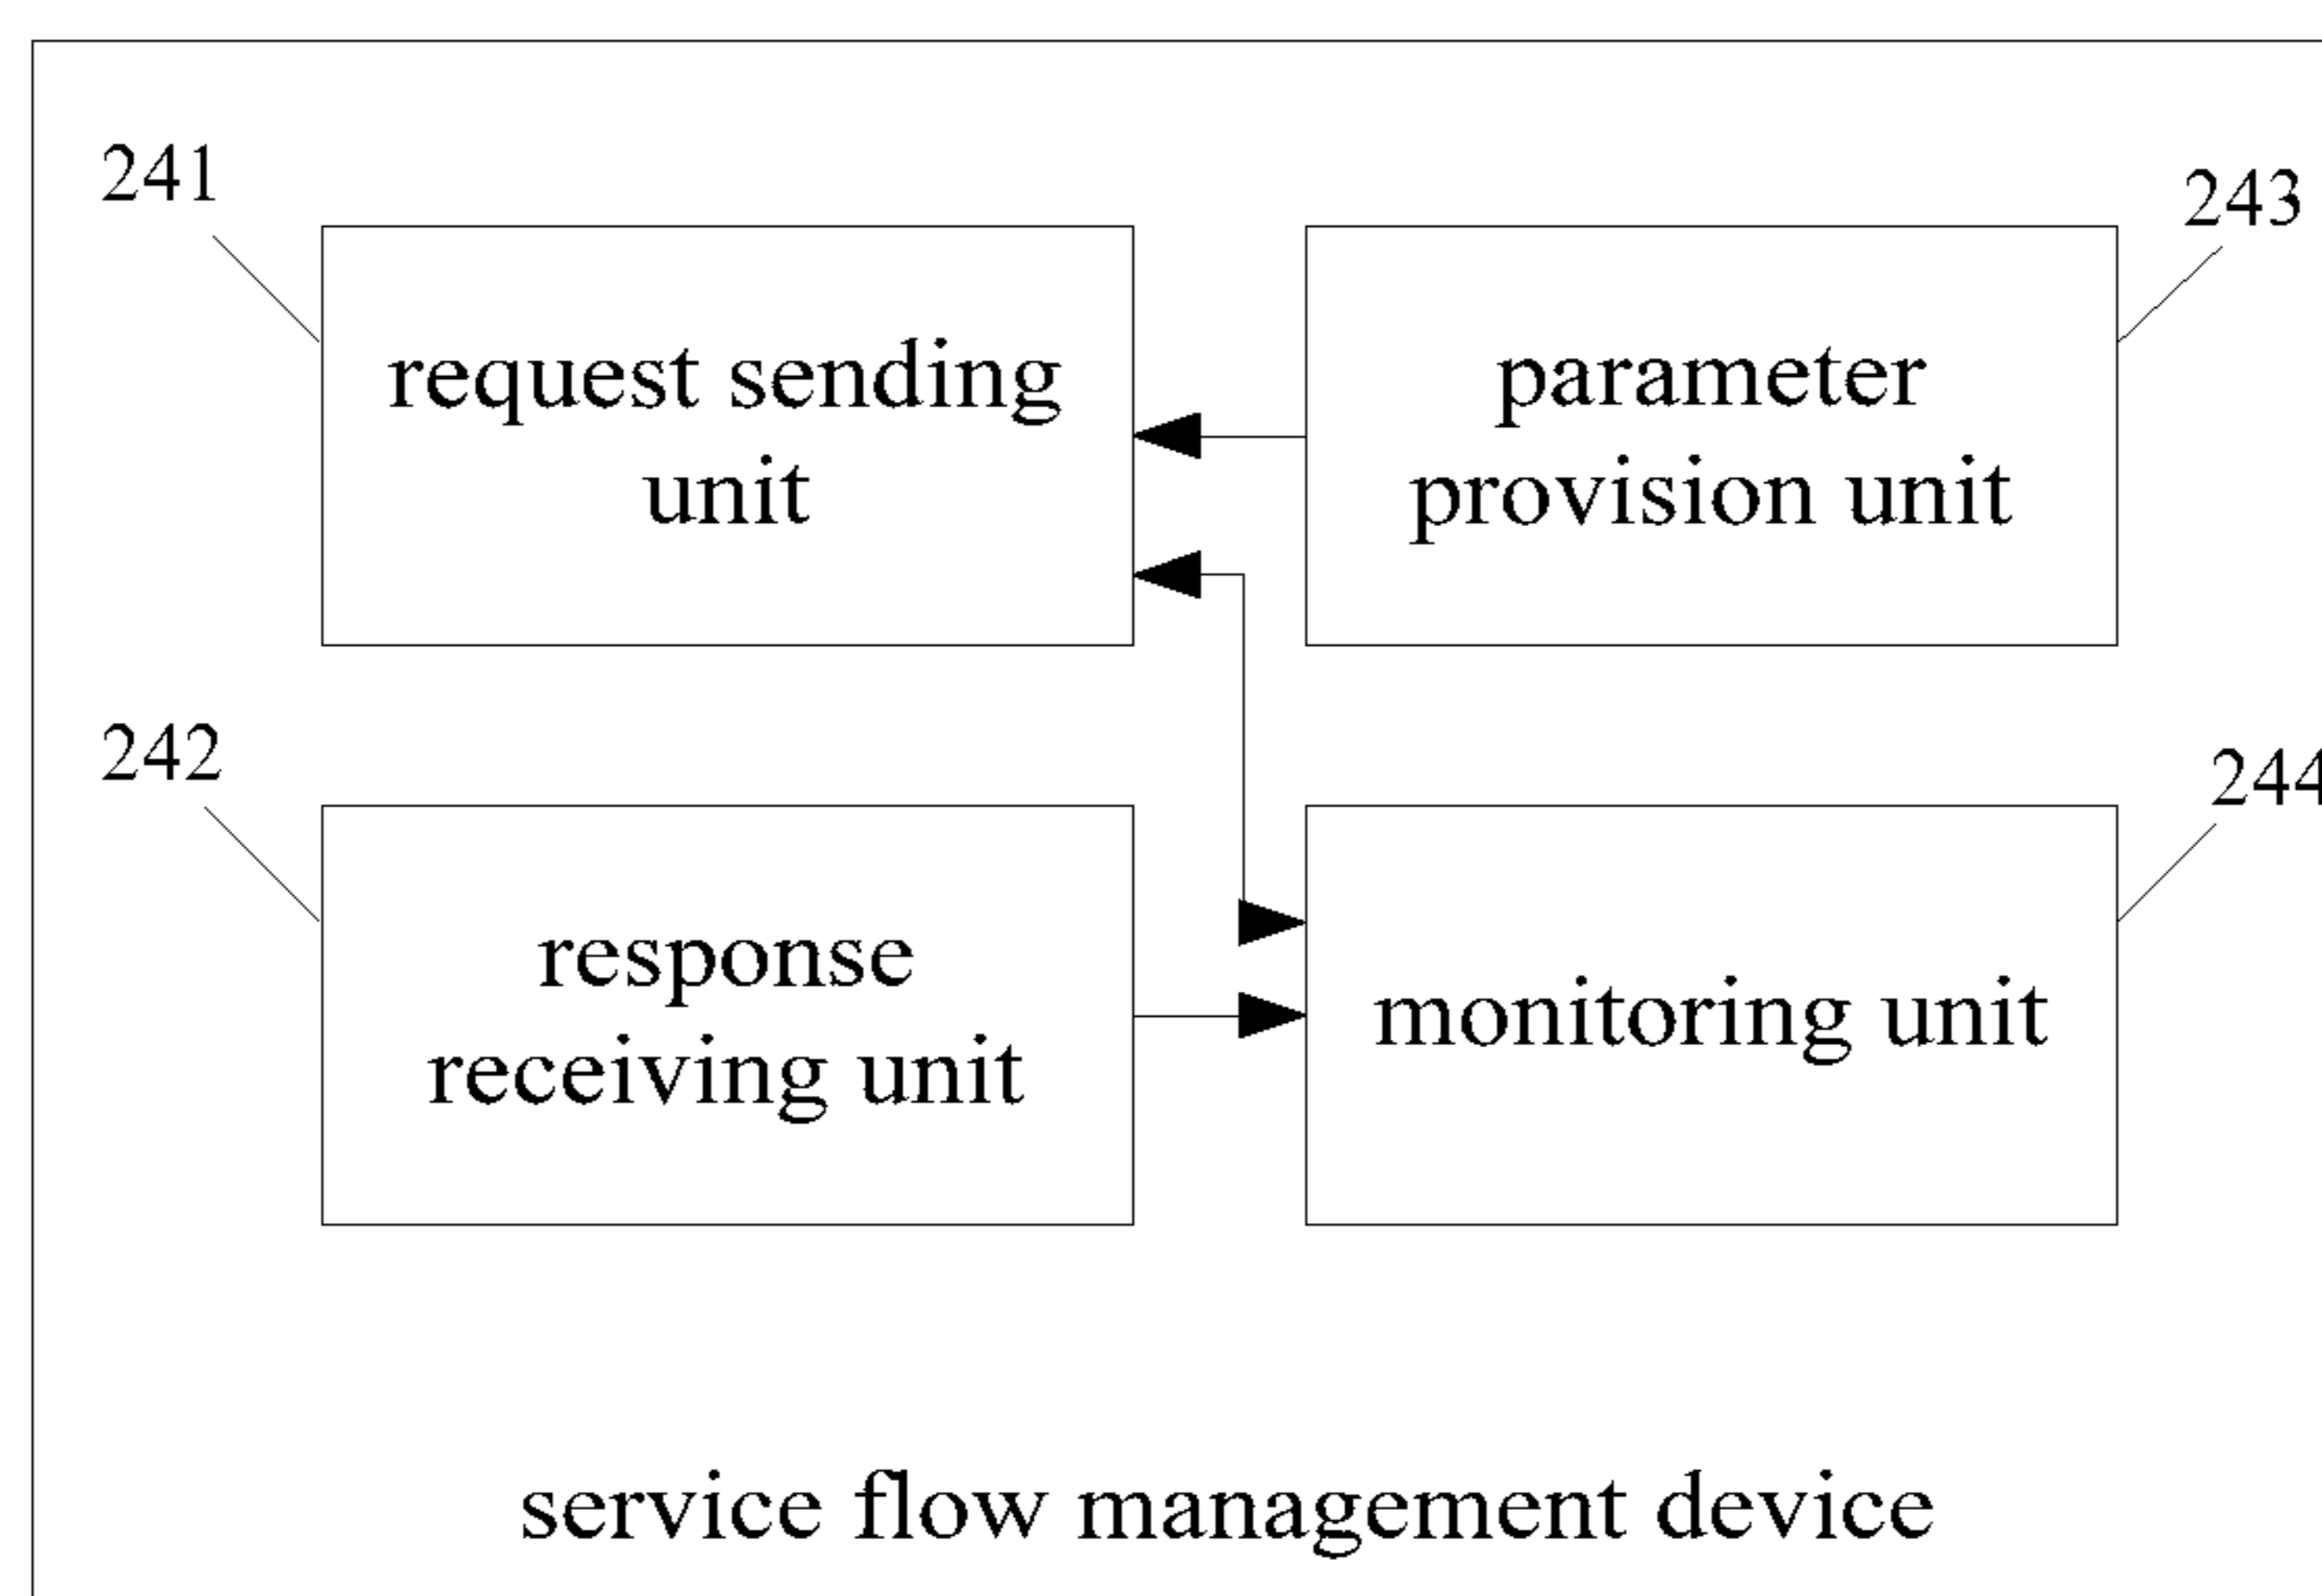 241
243
request sending
unit
parameter
provision unit
242
244
response
receiving unit
monitoring unit
service flow management device